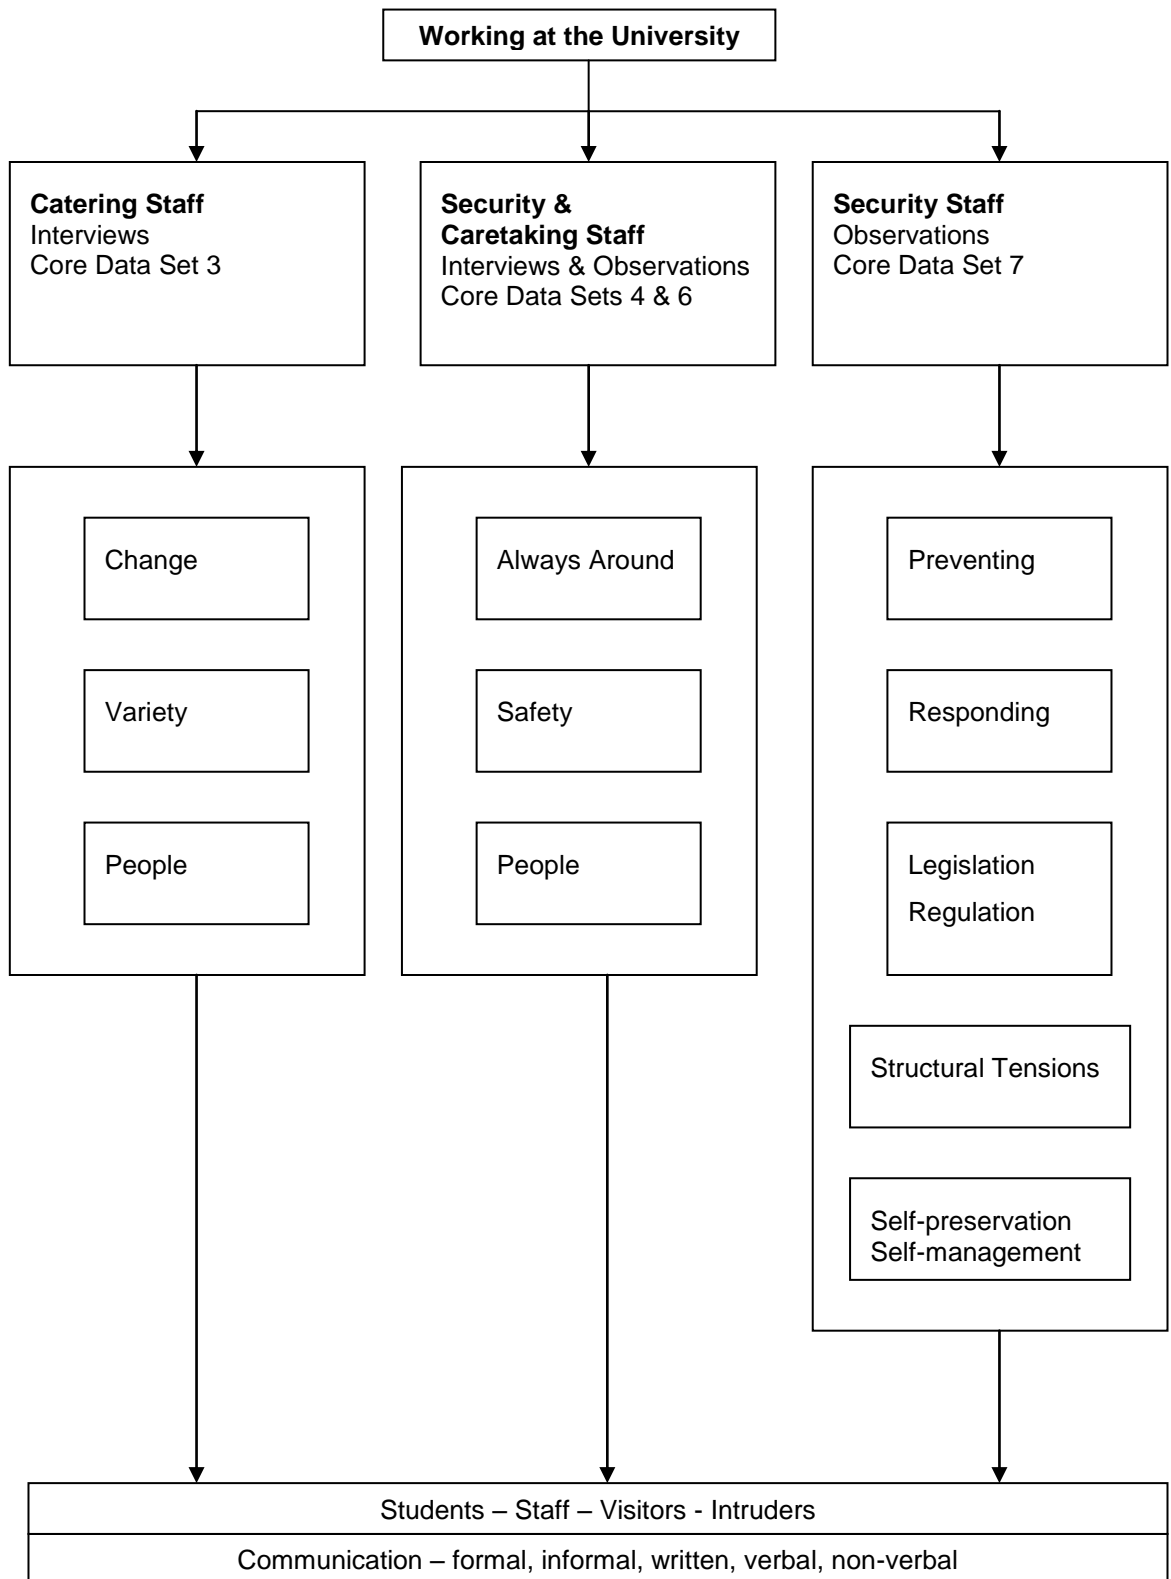 Working at the University
Catering Staff
Interviews
Core Data Set 3
Security &
Caretaking Staff
Interviews & Observations
Core Data Sets 4 & 6
Security Staff
Observations
Core Data Set 7
Change
Variety
People
Always Around
Safety
People
Preventing
Responding
Legislation
Regulation
Structural Tensions
Self-preservation
Self-management
Students – Staff – Visitors - Intruders
Communication – formal, informal, written, verbal, non-verbal